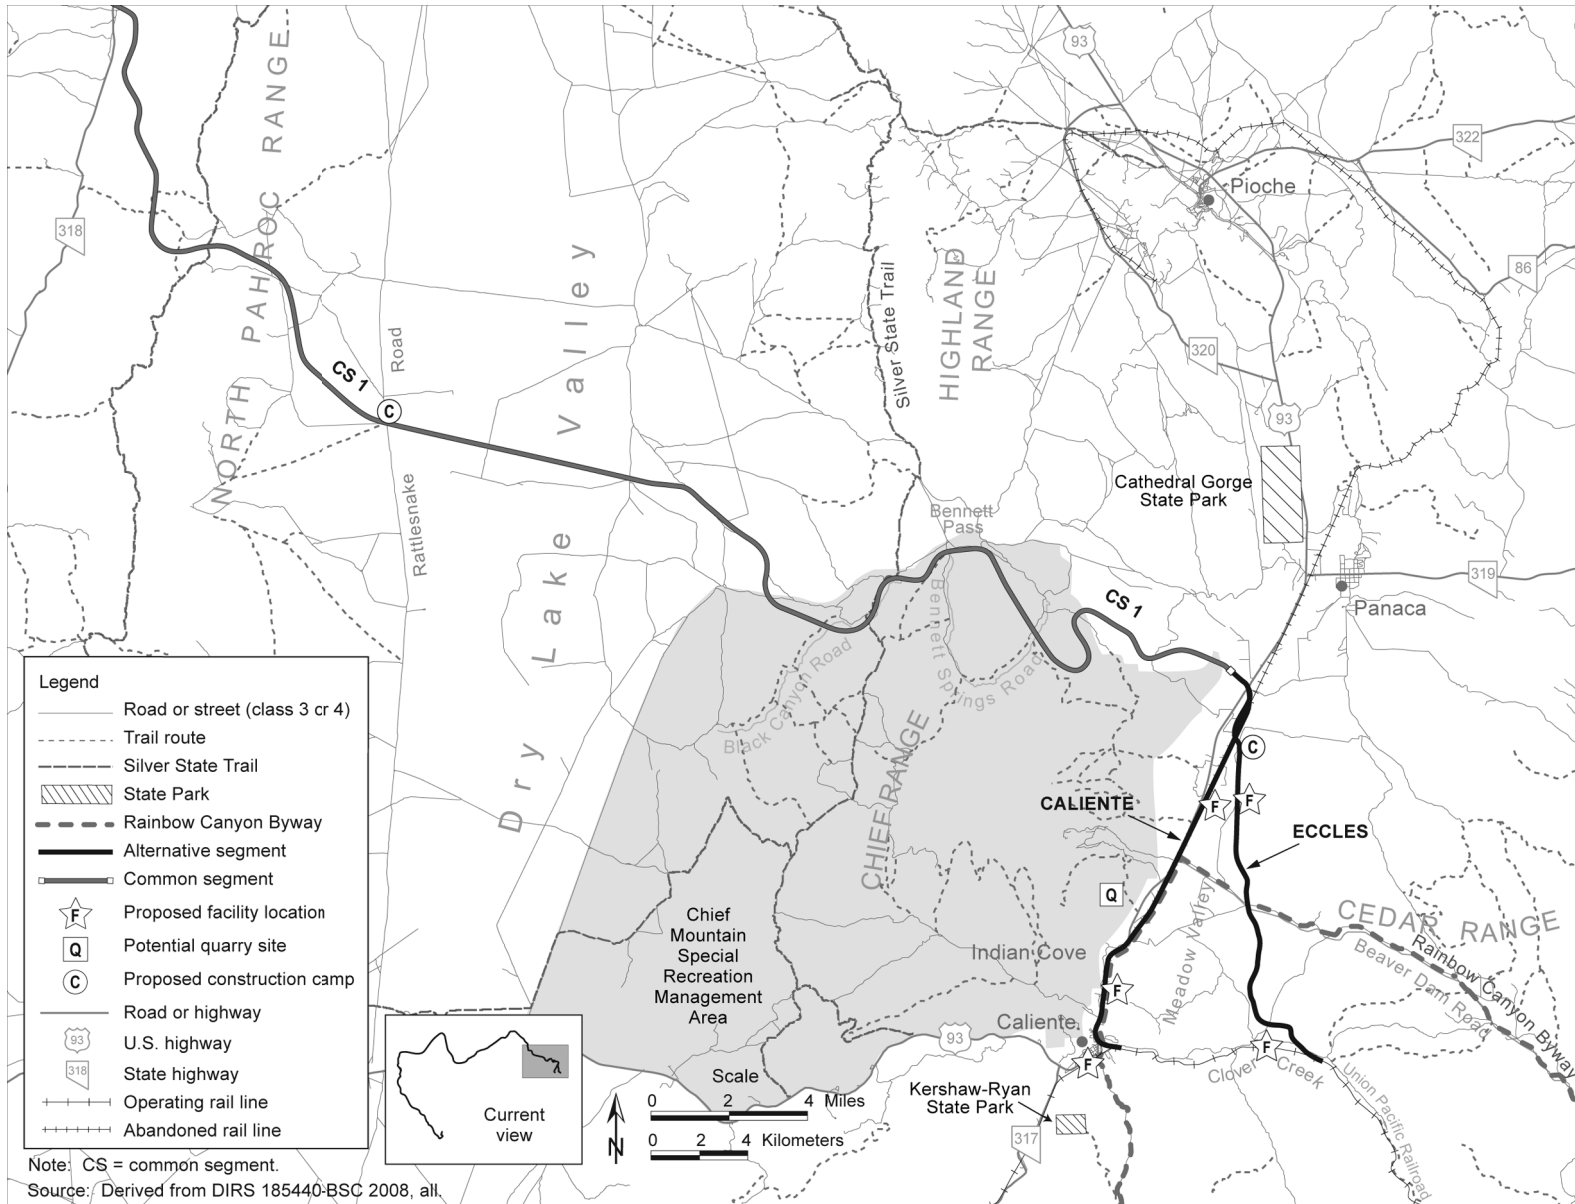 93
322
Pioche
NORTH PAHROC RANGE
318
86
Silver State Trail
HIGHLAND
RANGE
320
Road
CS 1
C
93
Dry Lake Valley
Cathedral Gorge
State Park
Rattlesnake
Bennett
Pass
319
Panaca
CS 1
Bennett Springs Road
Black Canyon Road
CHIEF RANGE
C
F
F
CALIENTE
ECCLES
Q
Meadow Valley
CEDAR RANGE
Rainbow Canyon Byway
Beaver Dam Road
Indian Cove
Chief
Mountain
Special
Recreation
Management
Area
F
Caliente
93
F
F
Clover Creek
Union Pacific Railroad
Kershaw-Ryan
State Park
317
Legend
Road or street (class 3 cr 4)
Trail route
Silver State Trail
State Park
Rainbow Canyon Byway
Alternative segment
Common segment
F Proposed facility location
Q Potential quarry site
C Proposed construction camp
Road or highway
93 U.S. highway
318 State highway
Operating rail line
Abandoned rail line
Current
view
N
Scale
0 2 4 Miles
0 2 4 Kilometers
Note: CS = common segment.
Source: Derived from DIRS 185440-BSC 2008, all.